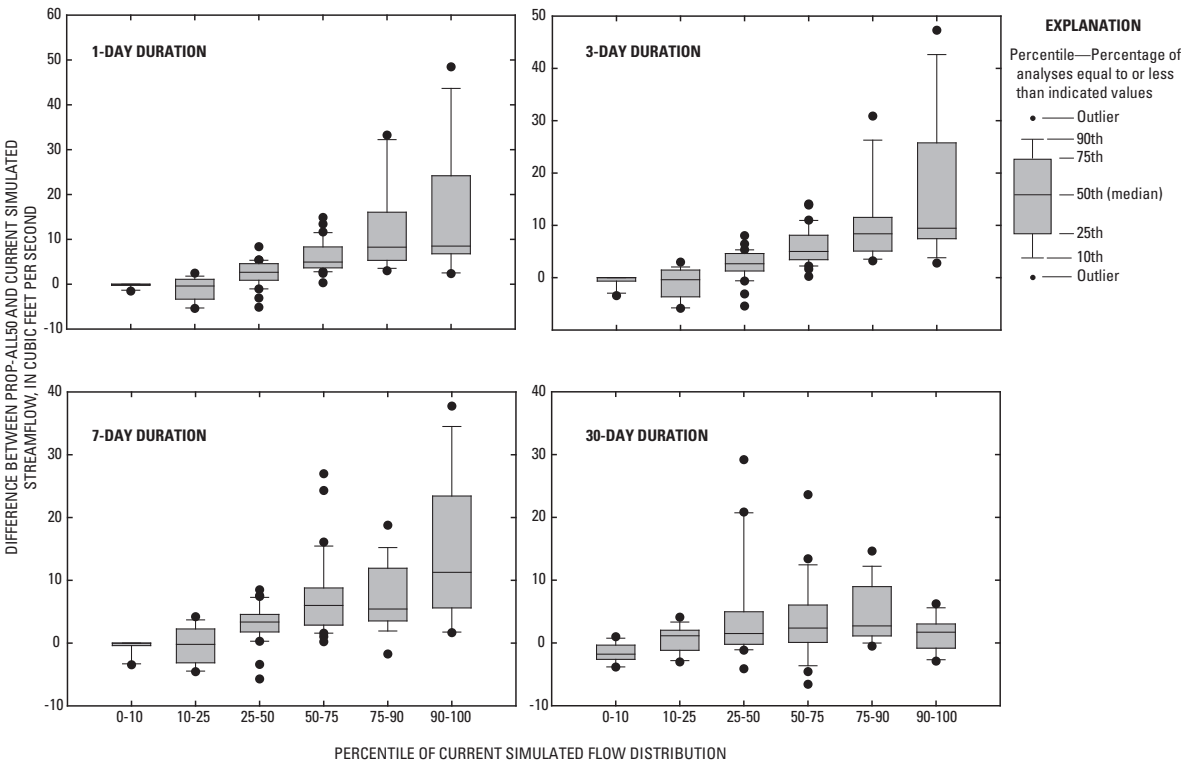 DIFFERENCE BETWEEN PROP-ALL50 AND CURRENT SIMULATED
STREAMFLOW, IN CUBIC FEET PER SECOND
1-DAY DURATION
60
50
40
30
20
10
0
-10
3-DAY DURATION
50
40
30
20
10
0
EXPLANATION
Percentile—Percentage of
analyses equal to or less
than indicated values
Outlier
90th
75th
50th (median)
25th
10th
Outlier
7-DAY DURATION
40
30
20
10
0
-10
0-10
10-25
25-50
50-75
75-90
90-100
30-DAY DURATION
40
30
20
10
0
-10
0-10
10-25
25-50
50-75
75-90
90-100
PERCENTILE OF CURRENT SIMULATED FLOW DISTRIBUTION